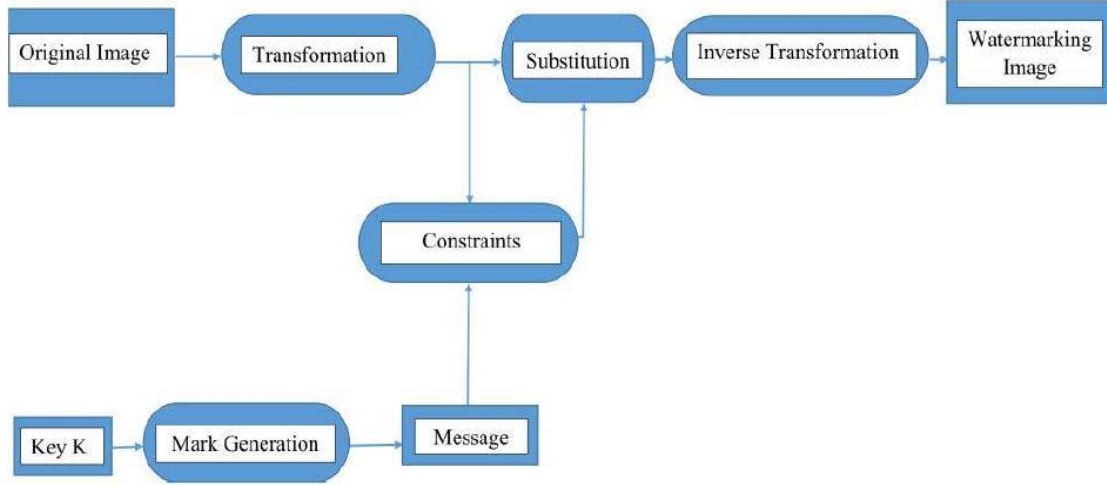 Original Image
Transformation
Substitution
Inverse Transformation
Watermarking
Image
Constraints
Key K
Mark Generation
Message